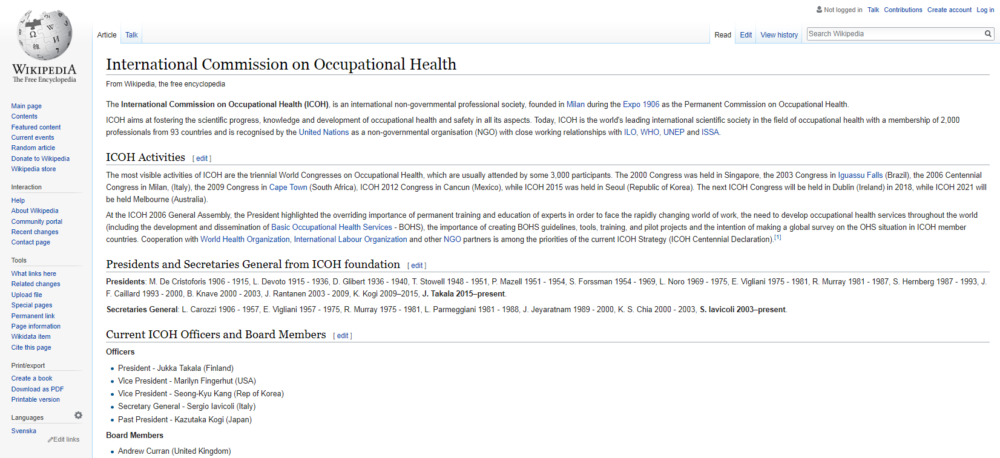 Not logged in Talk Contributions Create account Log in
Article Talk Read Edit View history Search Wikipedia
WIKIPEDIA
The Free Encyclopedia
Main page
Contents
Featured content
Current events
Random article
Donate to Wikipedia
Wikipedia store
Interaction
Help
About Wikipedia
Community portal
Recent changes
Contact page
Tools
What links here
Related changes
Upload file
Special pages
Permanent link
Page information
Wikidata item
Cite this page
Print/export
Create a book
Download as PDF
Printable version
Languages
Svenska
Edit links
International Commission on Occupational Health
From Wikipedia, the free encyclopedia
The International Commission on Occupational Health (ICOH), is an international non-governmental professional society, founded in Milan during the Expo 1906 as the Permanent Commission on Occupational Health.
ICOH aims at fostering the scientific progress, knowledge and development of occupational health and safety in all its aspects. Today, ICOH is the world's leading international scientific society in the field of occupational health with a membership of 2,000
professionals from 93 countries and is recognised by the United Nations as a non-governmental organisation (NGO) with close working relationships with ILO, WHO, UNEP and ISSA.
ICOH Activities [ edit ]
The most visible activities of ICOH are the triennial World Congresses on Occupational Health, which are usually attended by some 3,000 participants. The 2000 Congress was held in Singapore, the 2003 Congress in Iguassu Falls (Brazil), the 2006 Centennial
Congress in Milan, (Italy), the 2009 Congress in Cape Town (South Africa), ICOH 2012 Congress in Cancun (Mexico), while ICOH 2015 was held in Seoul (Republic of Korea). The next ICOH Congress will be held in Dublin (Ireland) in 2018, while ICOH 2021 will
be held Melbourne (Australia).
At the ICOH 2006 General Assembly, the President highlighted the overriding importance of permanent training and education of experts in order to face the rapidly changing world of work, the need to develop occupational health services throughout the world
(including the development and dissemination of Basic Occupational Health Services - BOHS), the importance of creating BOHS guidelines, tools, training, and pilot projects and the intention of making a global survey on the OHS situation in ICOH member
countries. Cooperation with World Health Organization, International Labour Organization and other NGO partners is among the priorities of the current ICOH Strategy (ICOH Centennial Declaration).[1]
Presidents and Secretaries General from ICOH foundation [ edit ]
Presidents: M. De Cristoforis 1906 - 1915, L. Devoto 1915 - 1936, D. Glibert 1936 - 1940, T. Stowell 1948 - 1951, P. Mazell 1951 - 1954, S. Forssman 1954 - 1969, L. Noro 1969 - 1975, E. Vigliani 1975 - 1981, R. Murray 1981 - 1987, S. Hernberg 1987 - 1993, J.
F. Caillard 1993 - 2000, B. Knave 2000 - 2003, J. Rantanen 2003 - 2009, K. Kogi 2009–2015, J. Takala 2015–present.
Secretaries General: L. Carozzi 1906 - 1957, E. Vigliani 1957 - 1975, R. Murray 1975 - 1981, L. Parmeggiani 1981 - 1988, J. Jeyaratnam 1989 - 2000, K. S. Chia 2000 - 2003, S. Iavicoli 2003–present.
Current ICOH Officers and Board Members [ edit ]
Officers
President - Jukka Takala (Finland)
Vice President - Marilyn Fingerhut (USA)
Vice President - Seong-Kyu Kang (Rep of Korea)
Secretary General - Sergio Iavicoli (Italy)
Past President - Kazutaka Kogi (Japan)
Board Members
Andrew Curran (United Kingdom)